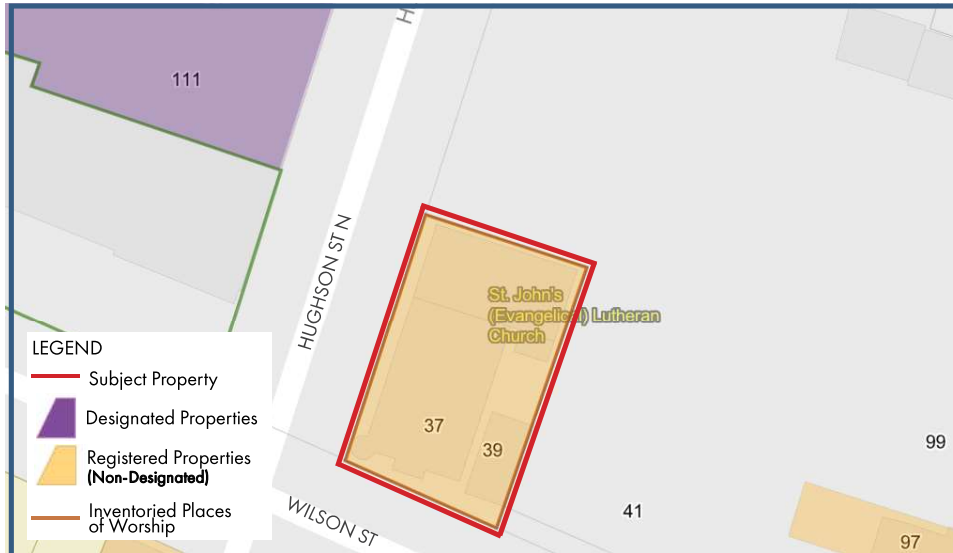 H
111
HUGHSON ST N
St. John's
(Evangelical) Lutheran
Church
37
39
99
41
WILSON ST
97
LEGEND
Subject Property
Designated Properties
Registered Properties
(Non-Designated)
Inventoried Places
of Worship